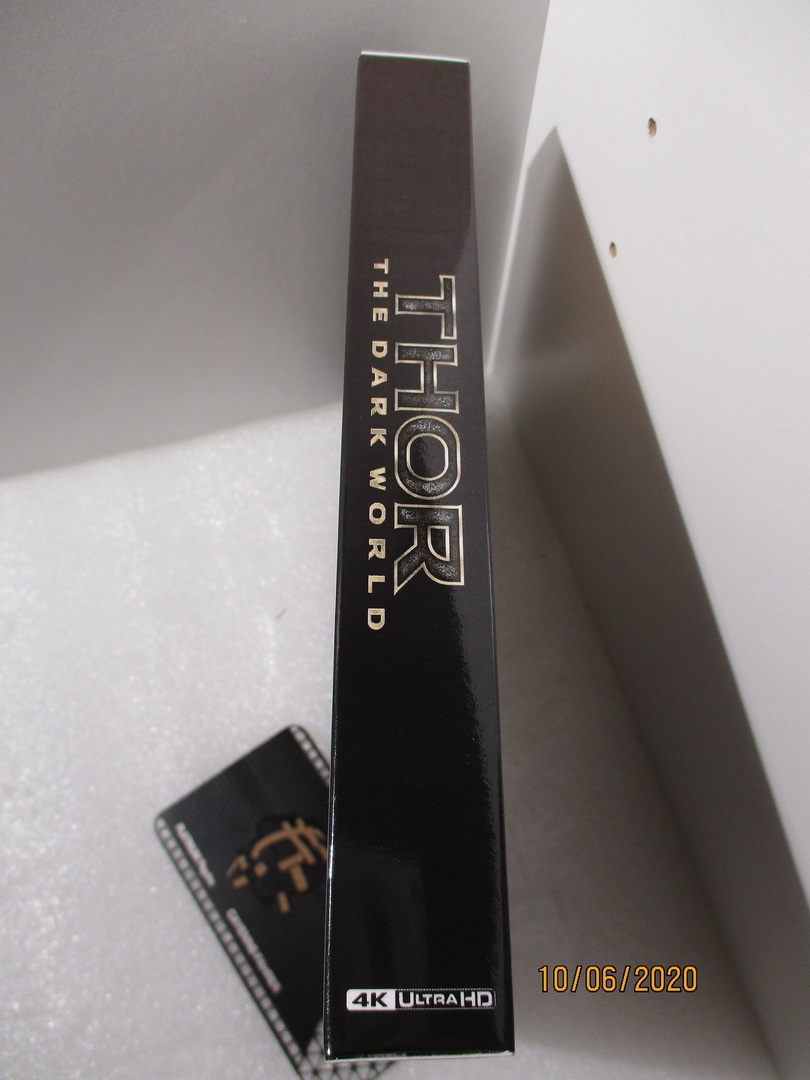 THOR
THE DARK WORLD
4K ULTRA HD
10/06/2020